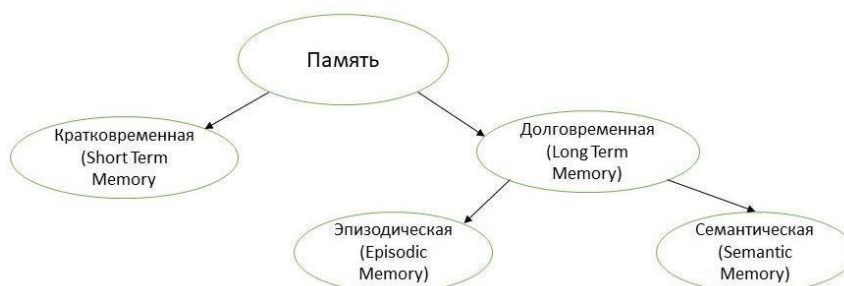 Память
Кратковременная
(Short Term
Memory
Долговременная
(Long Term
Memory)
Эпизодическая
(Episodic
Memory)
Семантическая
(Semantic
Memory)